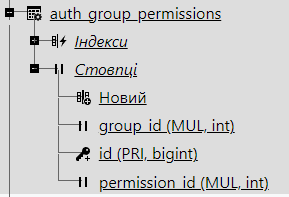 auth_group_permissions
Індекси
Стовпці
Новий
group_id (MUL, int)
id (PRI, bigint)
permission_id (MUL, int)